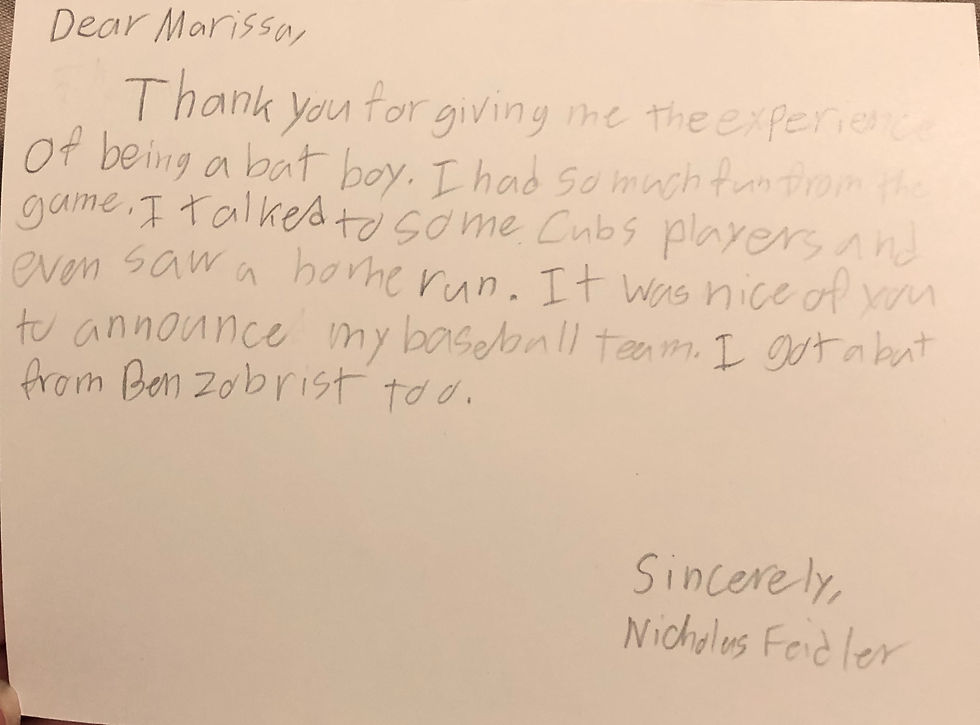 Dear Marissa,
Thank you for giving me the experience
of being a bat boy. I had so much fun from the
game. I talked to some Cubs players and
even saw a home run. It was nice of you
to announce my baseball team. I got a bat
from Ben Zobrist too.
Sincerely,
Nicholas Feidler